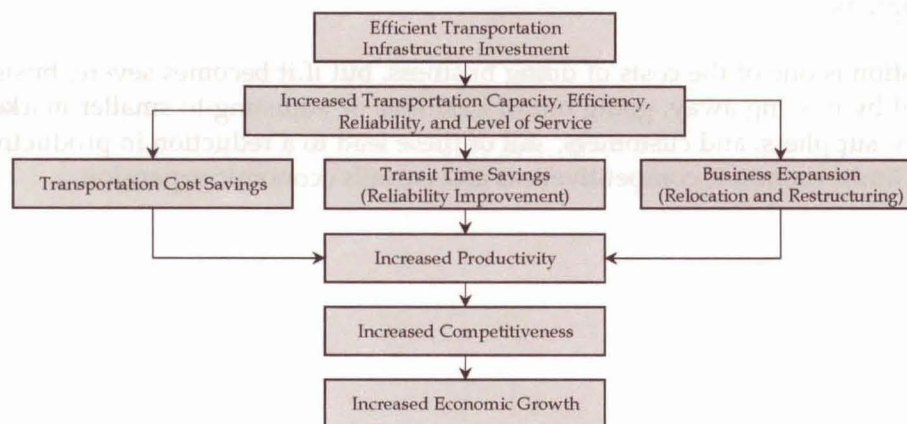 Efficient Transportation
Infrastructure Investment
Increased Transportation Capacity, Efficiency,
Reliability, and Level of Service
Transportation Cost Savings
Transit Time Savings
(Reliability Improvement)
Business Expansion
(Relocation and Restructuring)
Increased Productivity
Increased Competitiveness
Increased Economic Growth